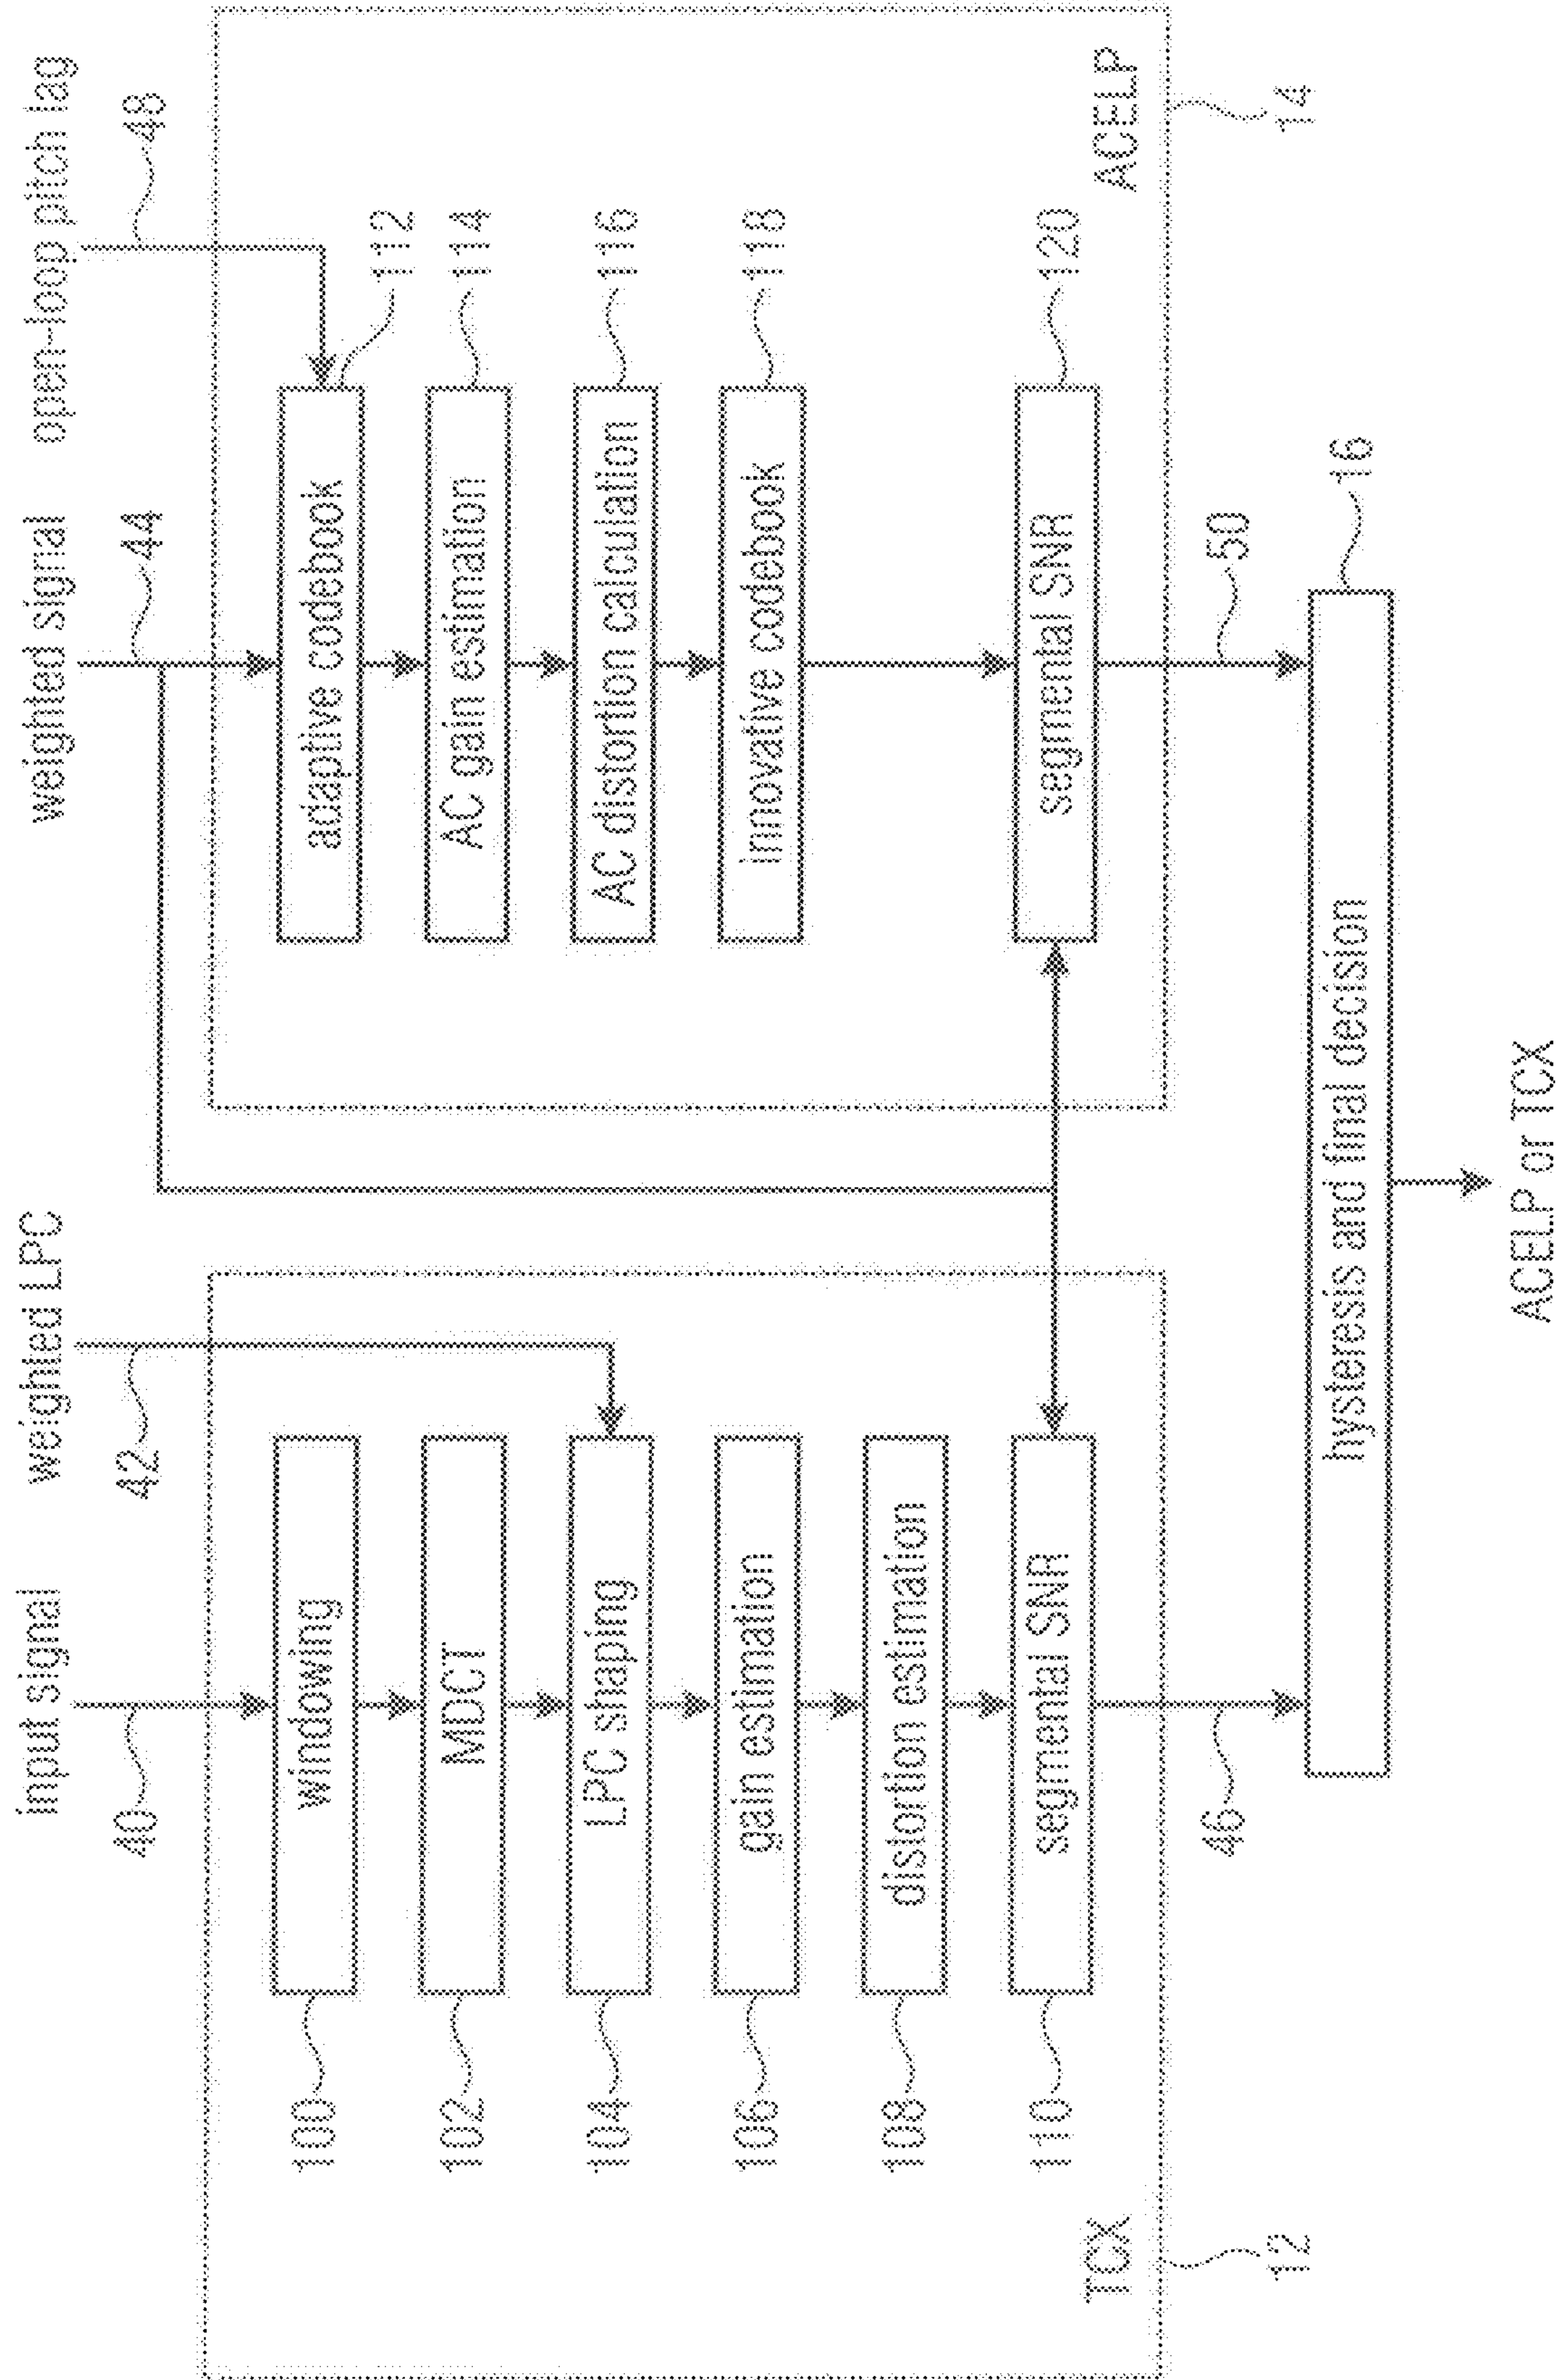 input signal
weighted LPC
weighted signal
open-loop pitch lag
40
42
44
48
windowing
100
MDCT
102
LPC shaping
104
gain estimation
106
distortion estimation
108
segmental SNR
110
TCX
12
adaptive codebook
112
AC gain estimation
114
AC distortion calculation
116
innovative codebook
118
segmental SNR
120
ACELP
14
46
50
hysteresis and final decision
16
ACELP or TCX